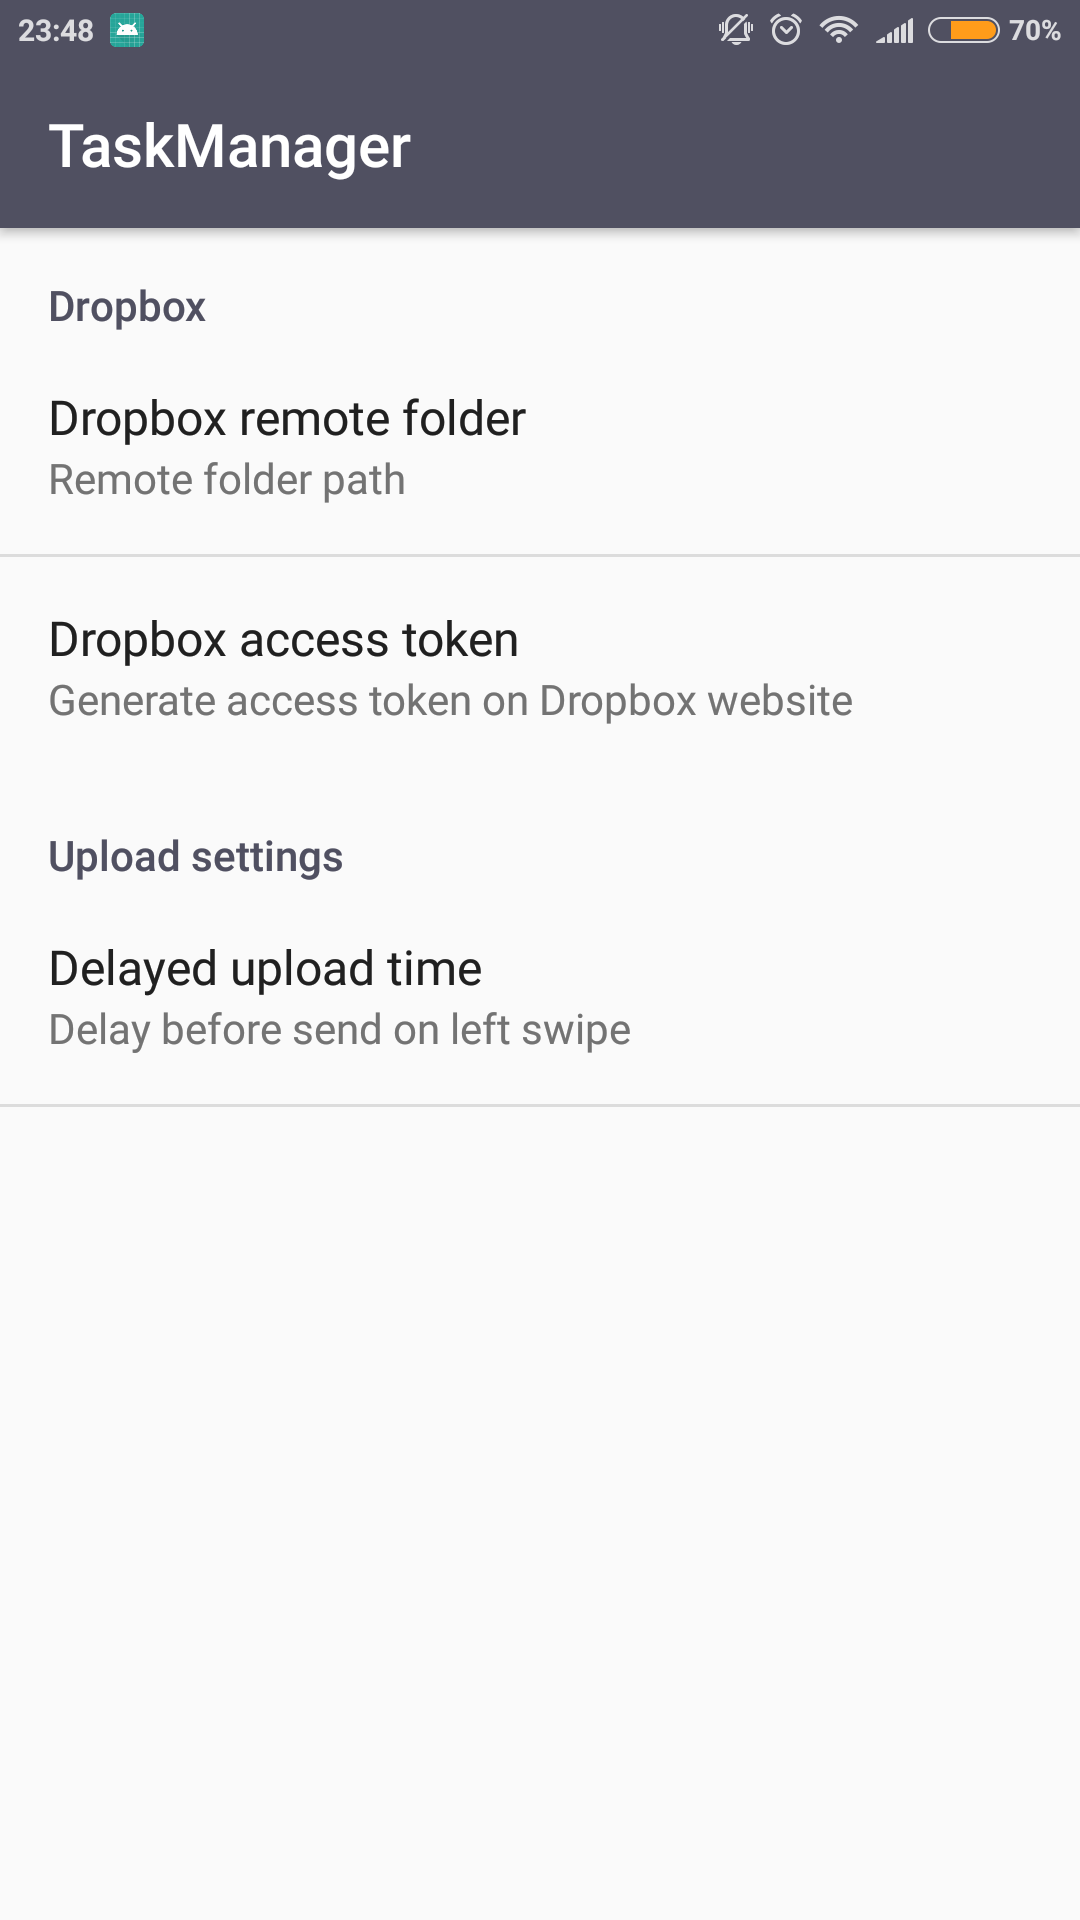 23:48 70%
TaskManager
Dropbox
Dropbox remote folder
Remote folder path
Dropbox access token
Generate access token on Dropbox website
Upload settings
Delayed upload time
Delay before send on left swipe